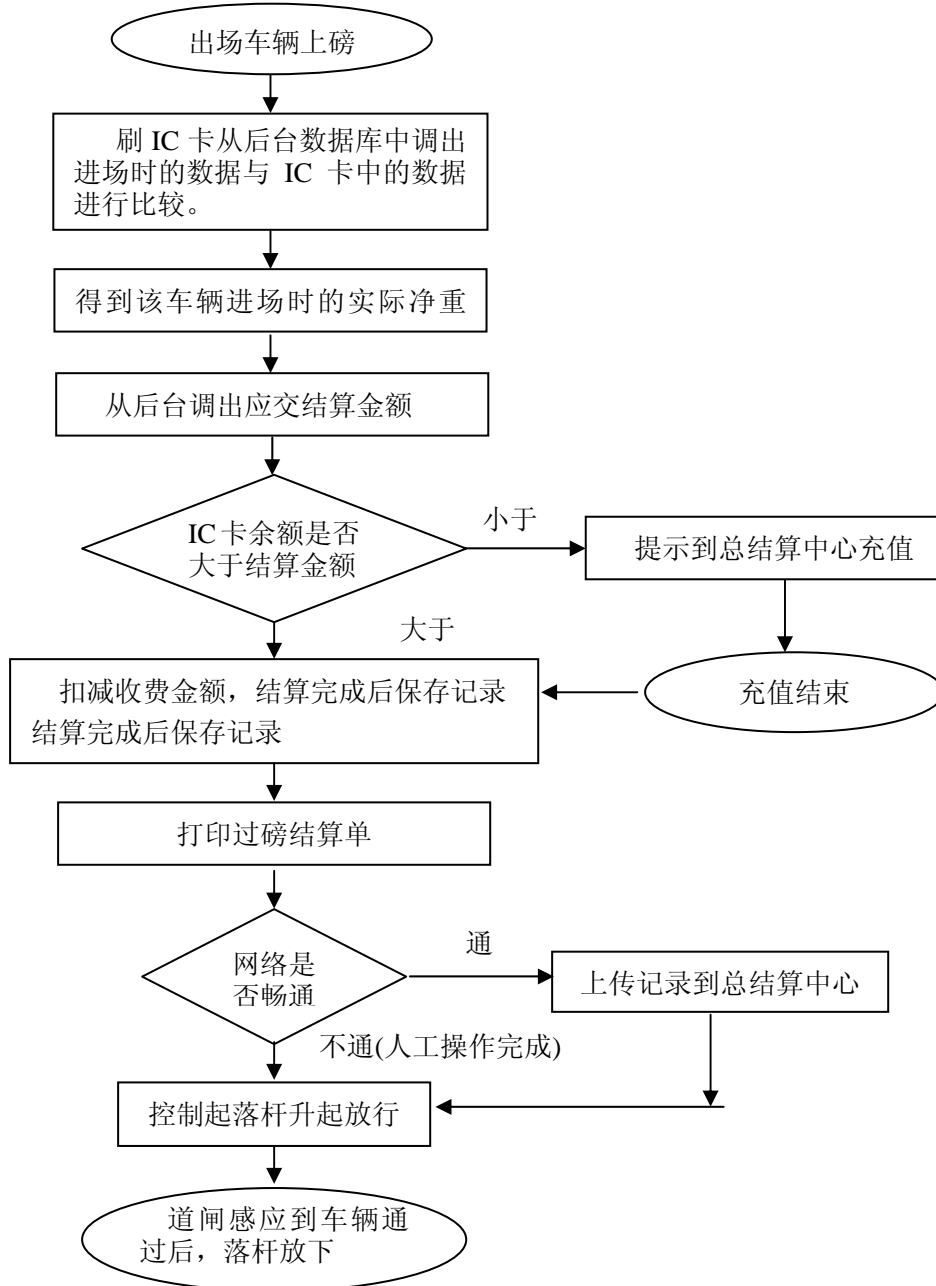 出场车辆上磅
刷 IC 卡从后台数据库中调出
进场时的数据与 IC 卡中的数据
进行比较。
得到该车辆进场时的实际净重
从后台调出应交结算金额
IC 卡余额是否
大于结算金额
小于
提示到总结算中心充值
大于
扣减收费金额，结算完成后保存记录
结算完成后保存记录
充值结束
打印过磅结算单
网络是
否畅通
通
上传记录到总结算中心
不通(人工操作完成)
控制起落杆升起放行
道闸感应到车辆通
过后，落杆放下